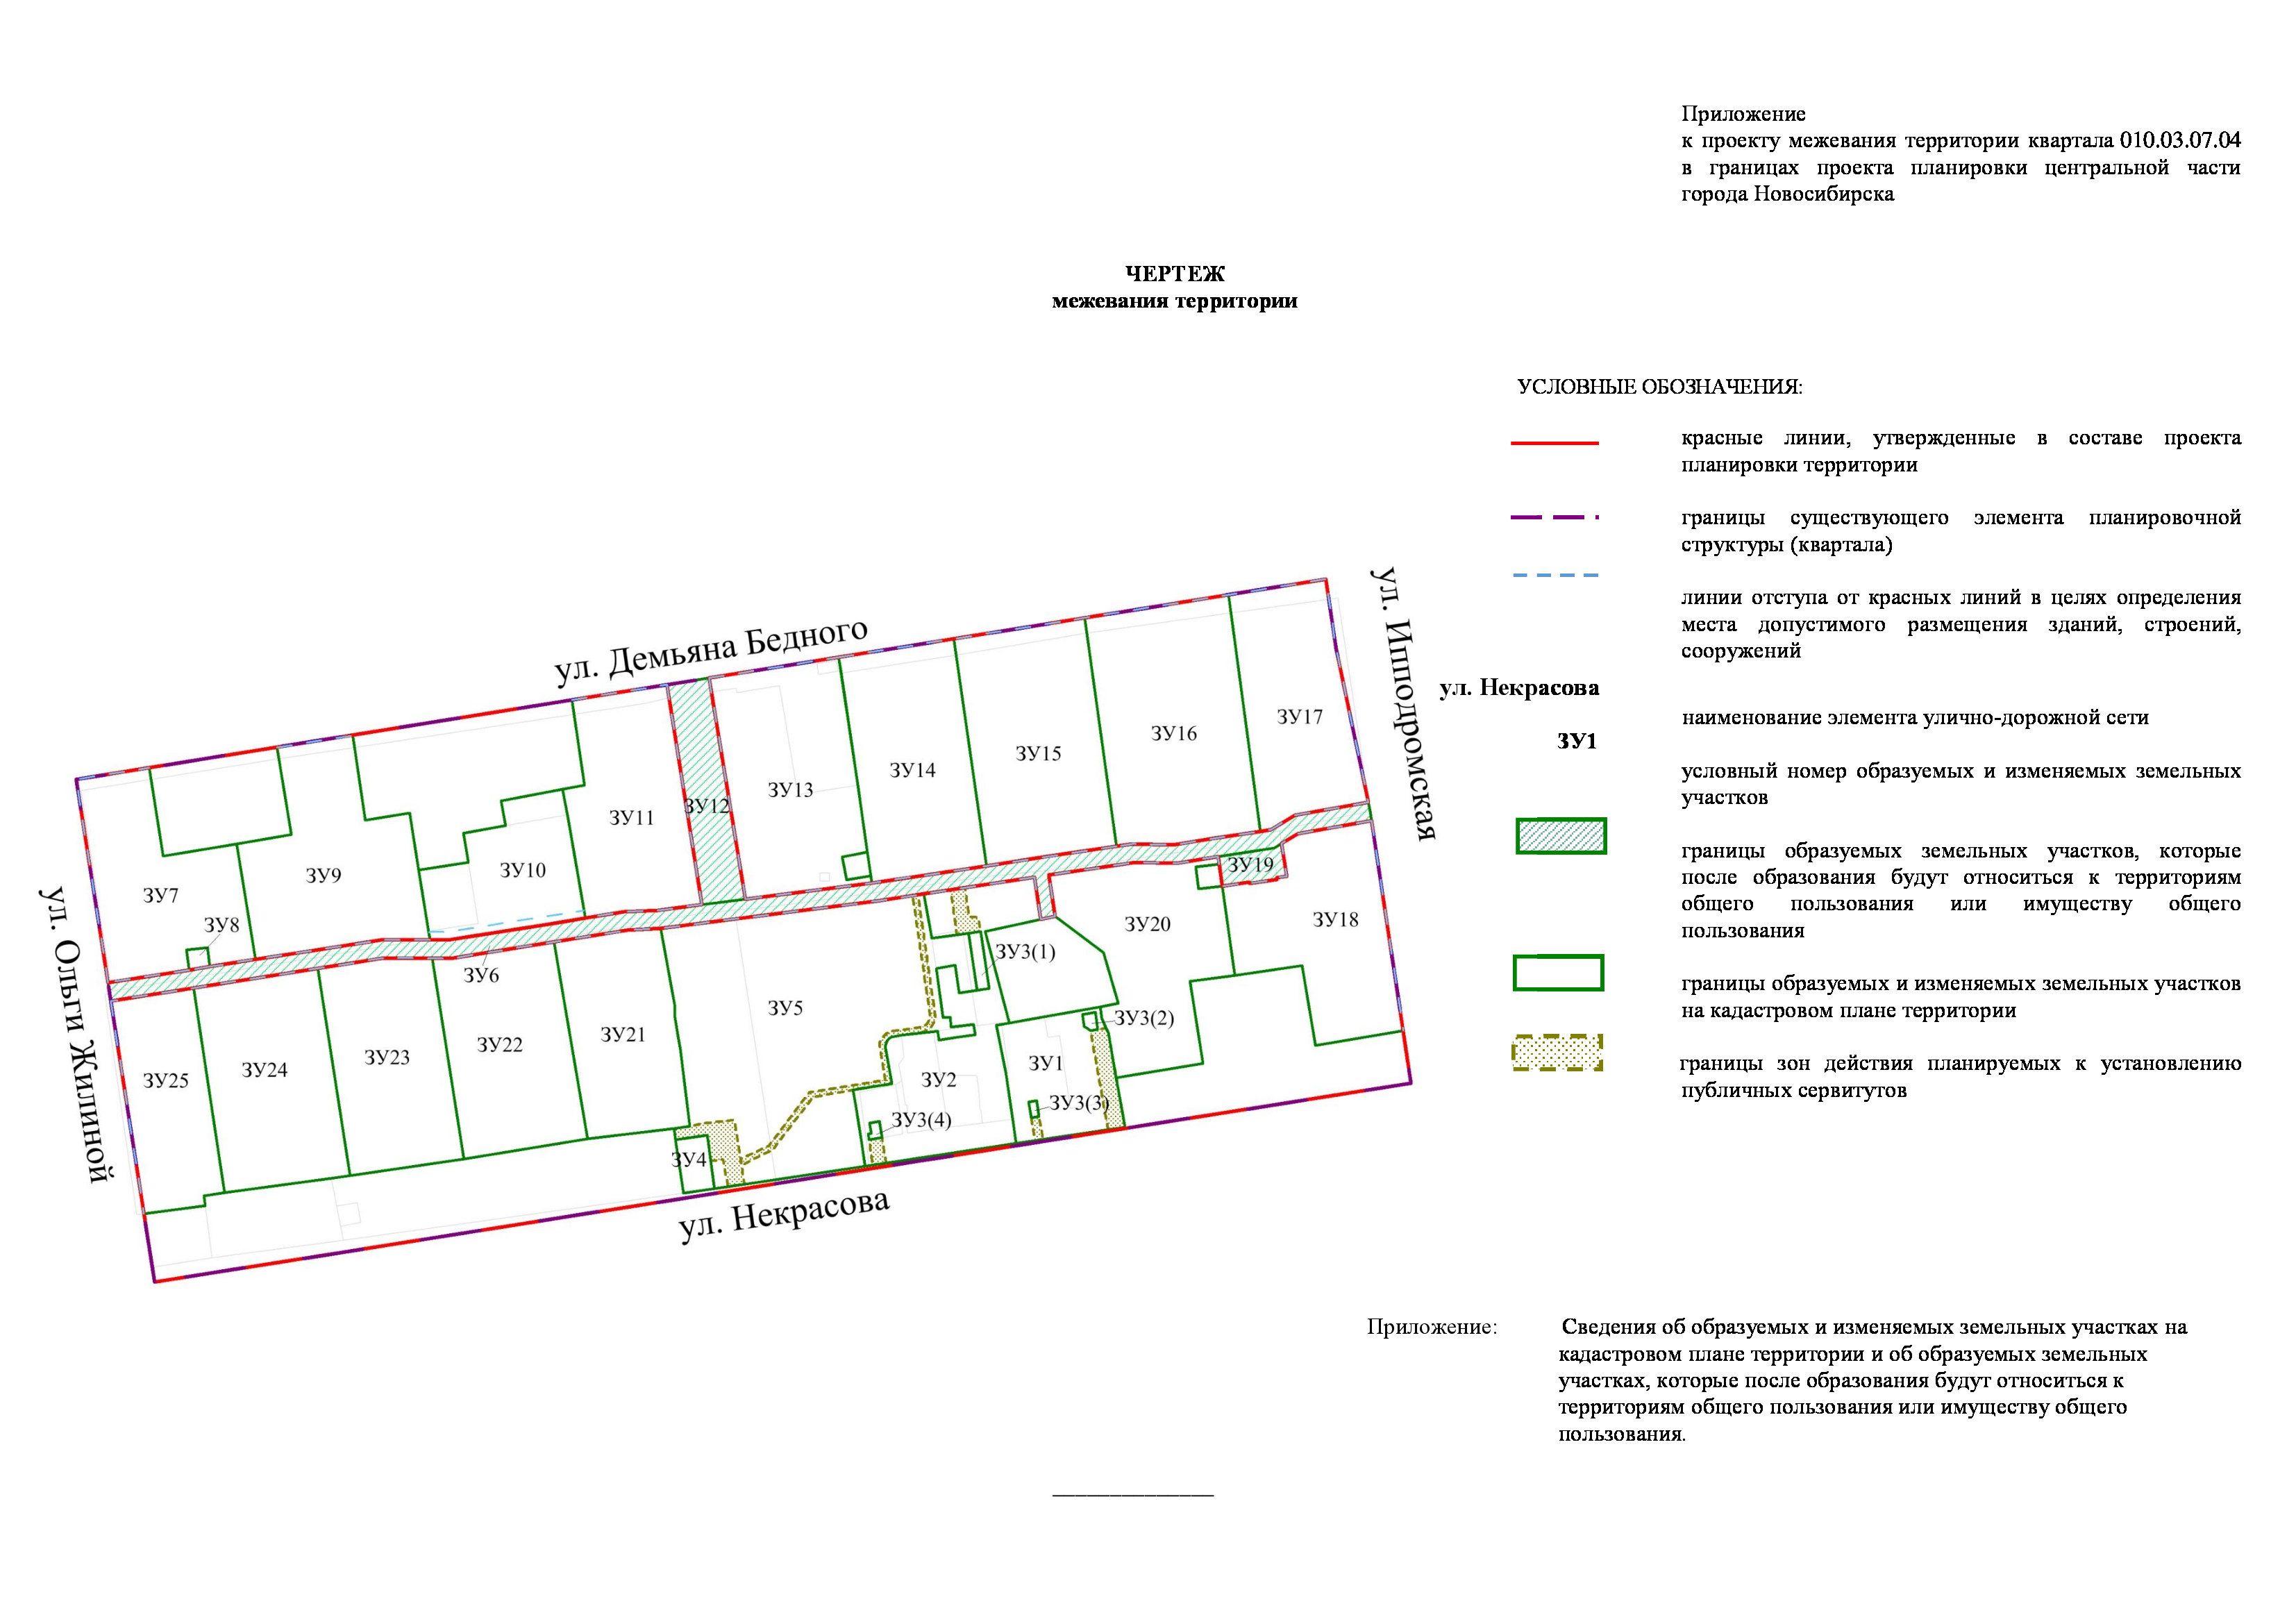 Приложение
к проекту межевания территории квартала 010.03.07.04
в границах проекта планировки центральной части
города Новосибирска
ЧЕРТЕЖ
межевания территории
УСЛОВНЫЕ ОБОЗНАЧЕНИЯ:
красные линии, утвержденные в составе проекта
планировки территории
границы существующего элемента планировочной
структуры (квартала)
линии отступа от красных линий в целях определения
места допустимого размещения зданий, строений,
сооружений
ул. Некрасова
наименование элемента улично-дорожной сети
ЗУ1
условный номер образуемых и изменяемых земельных
участков
границы образуемых земельных участков, которые
после образования будут относиться к территориям
общего пользования или имуществу общего
пользования
границы образуемых и изменяемых земельных участков
на кадастровом плане территории
границы зон действия планируемых к установлению
публичных сервитутов
ул. Демьяна Бедного
ул. Ипподромская
ул. Ольги Жилиной
ул. Некрасова
ЗУ7
ЗУ8
ЗУ9
ЗУ10
ЗУ11
ЗУ12
ЗУ13
ЗУ14
ЗУ15
ЗУ16
ЗУ17
ЗУ19
ЗУ18
ЗУ20
ЗУ3(1)
ЗУ3(2)
ЗУ6
ЗУ5
ЗУ25
ЗУ24
ЗУ23
ЗУ22
ЗУ21
ЗУ2
ЗУ1
ЗУ3(3)
ЗУ3(4)
ЗУ4
Приложение:
Сведения об образуемых и изменяемых земельных участках на
кадастровом плане территории и об образуемых земельных
участках, которые после образования будут относиться к
территориям общего пользования или имуществу общего
пользования.